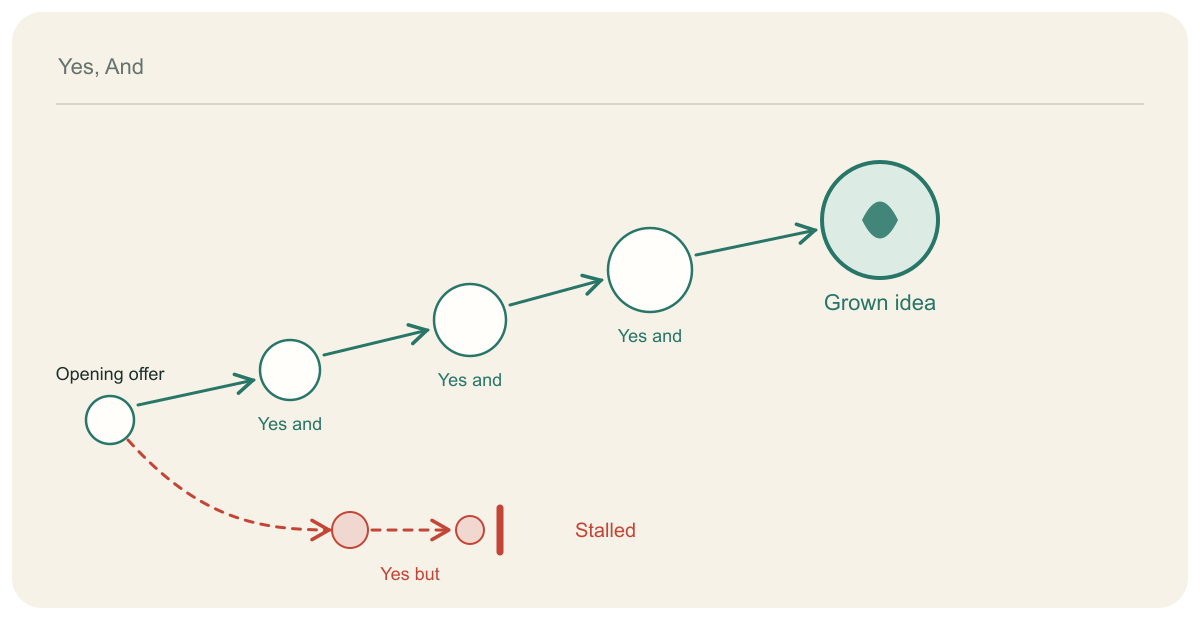 Yes, And
Opening offer
Yes and
Yes and
Yes and
Grown idea
Yes but
Stalled